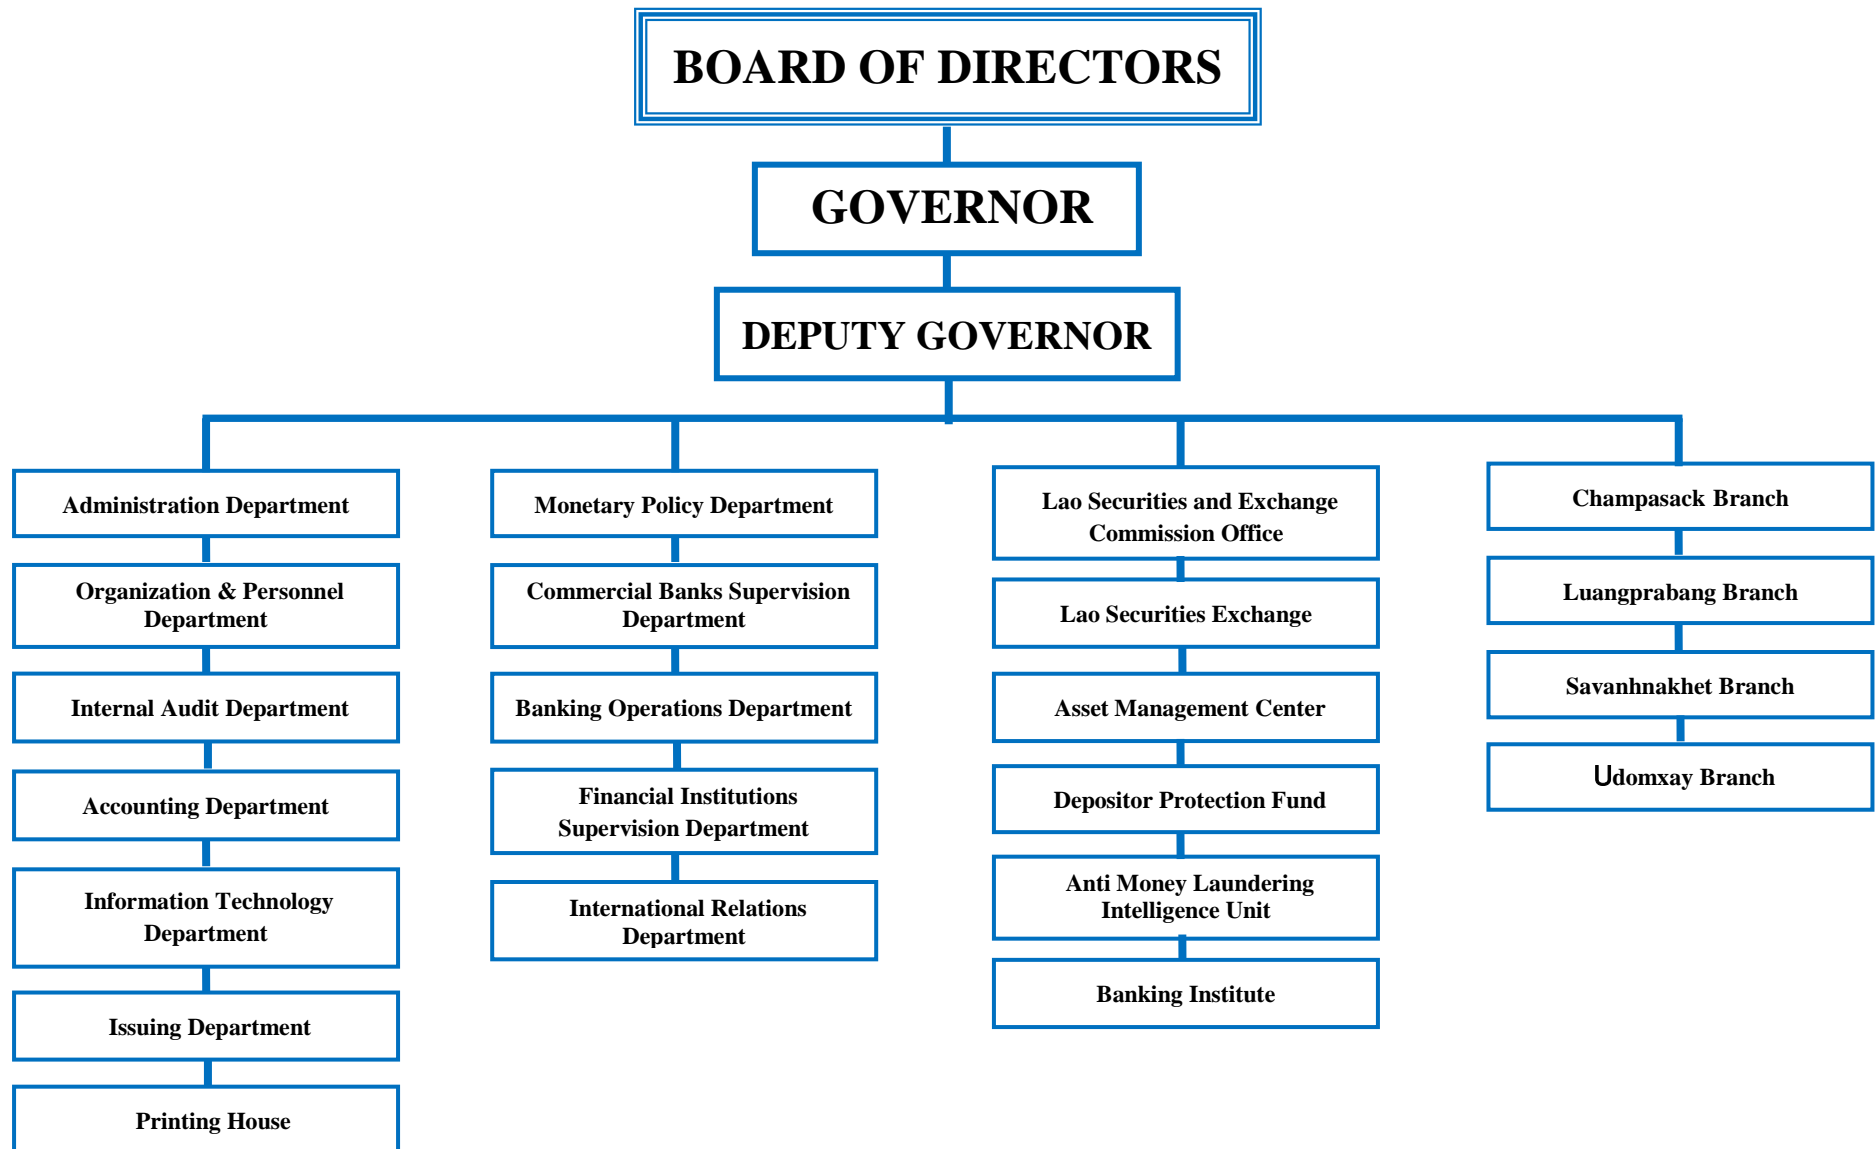 BOARD OF DIRECTORS
GOVERNOR
DEPUTY GOVERNOR
Administration Department
Organization & Personnel
Department
Internal Audit Department
Accounting Department
Information Technology
Department
Issuing Department
Printing House
Monetary Policy Department
Commercial Banks Supervision
Department
Banking Operations Department
Financial Institutions
Supervision Department
International Relations
Department
Lao Securities and Exchange
Commission Office
Lao Securities Exchange
Asset Management Center
Depositor Protection Fund
Anti Money Laundering
Intelligence Unit
Banking Institute
Champasack Branch
Luangprabang Branch
Savanhnakhet Branch
Udomxay Branch